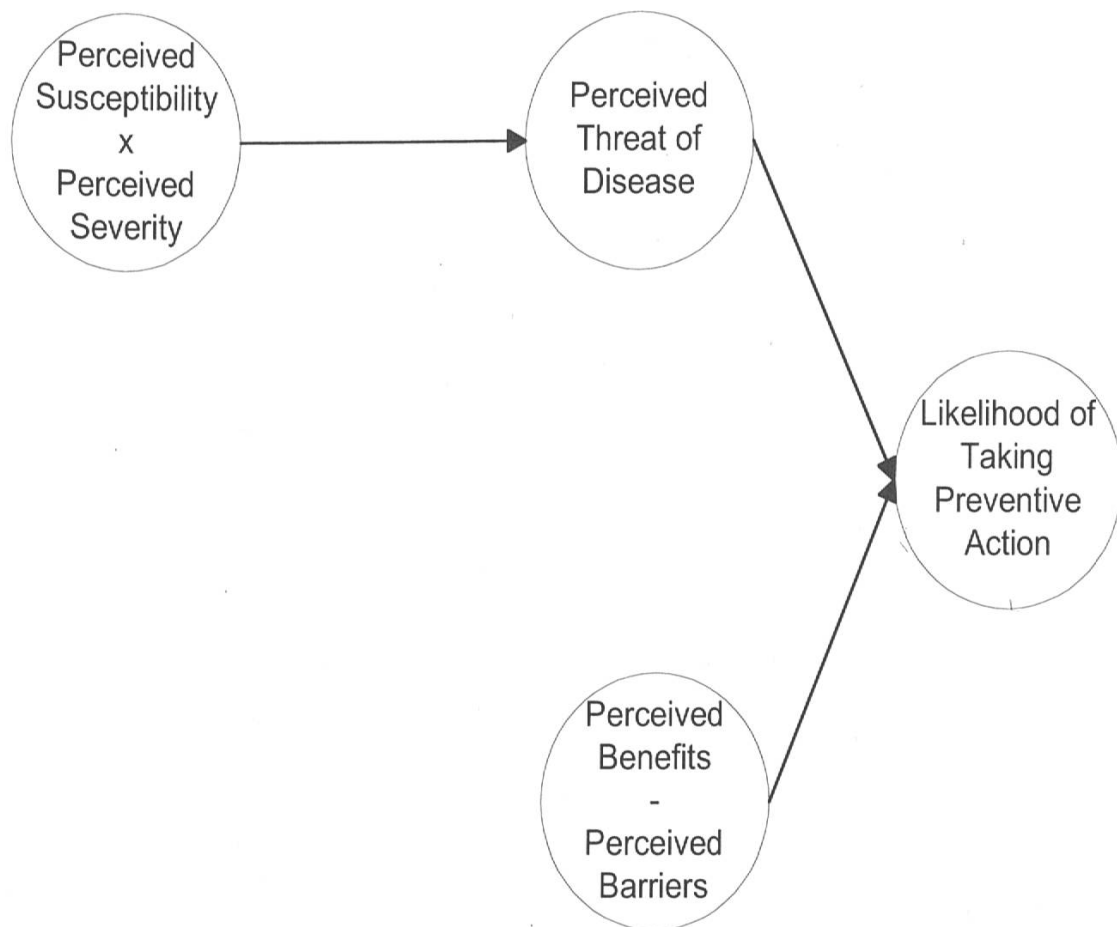 Perceived
Susceptibility
x
Perceived
Severity
Perceived
Threat of
Disease
Likelihood of
Taking
Preventive
Action
Perceived
Benefits
-
Perceived
Barriers